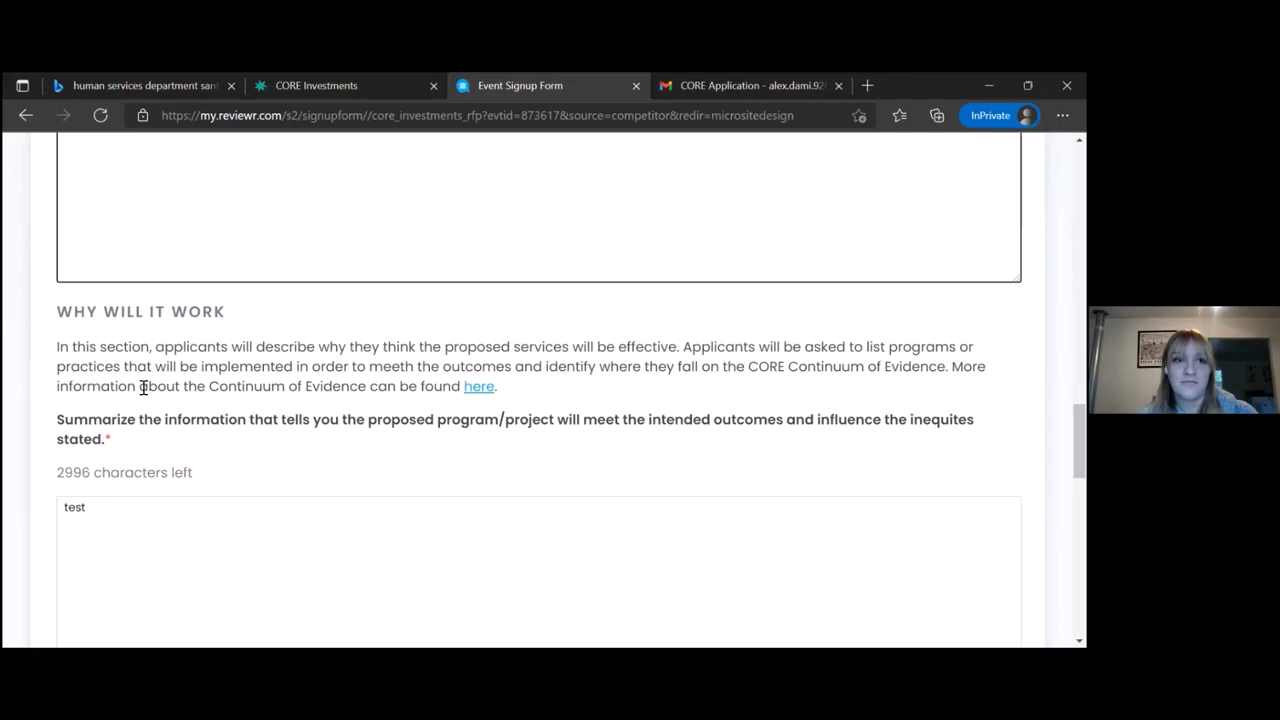 human services department sant
CORE Investments
Event Signup Form
CORE Application - alex.dami.92
https://my.reviewr.com/s2/signupform//core_investments_rfp?evtid=873617&source=competitor&redir=micrositedesign
InPrivate
WHY WILL IT WORK
In this section, applicants will describe why they think the proposed services will be effective. Applicants will be asked to list programs or
practices that will be implemented in order to meeth the outcomes and identify where they fall on the CORE Continuum of Evidence. More
information about the Continuum of Evidence can be found here.
Summarize the information that tells you the proposed program/project will meet the intended outcomes and influence the inequites
stated.*
2996 characters left
test